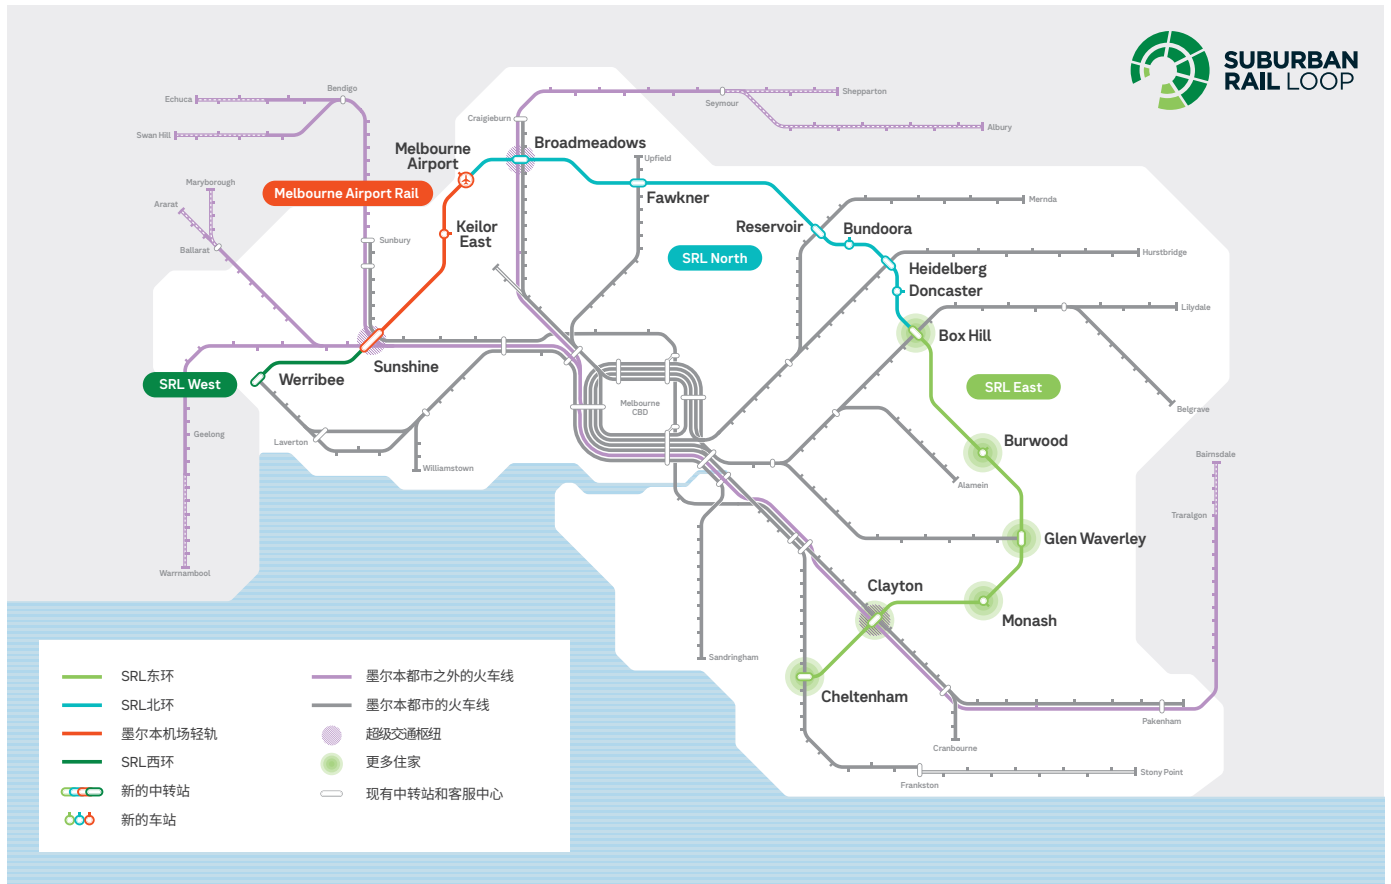 SUBURBAN
RAIL LOOP
Echuca
Bendigo
Swan Hill
Maryborough
Ararat
Ballarat
Sunbury
Craigieburn
Seymour
Shepparton
Albury
Melbourne
Airport
Broadmeadows
Upfield
Melbourne Airport Rail
Fawkner
Keilor
East
SRL North
Reservoir
Bundoora
Mernda
Heidelberg
Hurstbridge
Doncaster
Lilydale
Box Hill
Sunshine
Werribee
SRL West
SRL East
Melbourne
CBD
Belgrave
Geelong
Laverton
Williamstown
Burwood
Alamein
Bairnsdale
Traralgon
Glen Waverley
Warrnambool
Clayton
Monash
Sandringham
Cheltenham
Cranbourne
Pakenham
Frankston
Stony Point
SRL东环
SRL北环
墨尔本机场轻轨
SRL西环
新的中转站
新的车站
墨尔本都市之外的火车线
墨尔本都市的火车线
超级交通枢纽
更多住家
现有中转站和客服中心